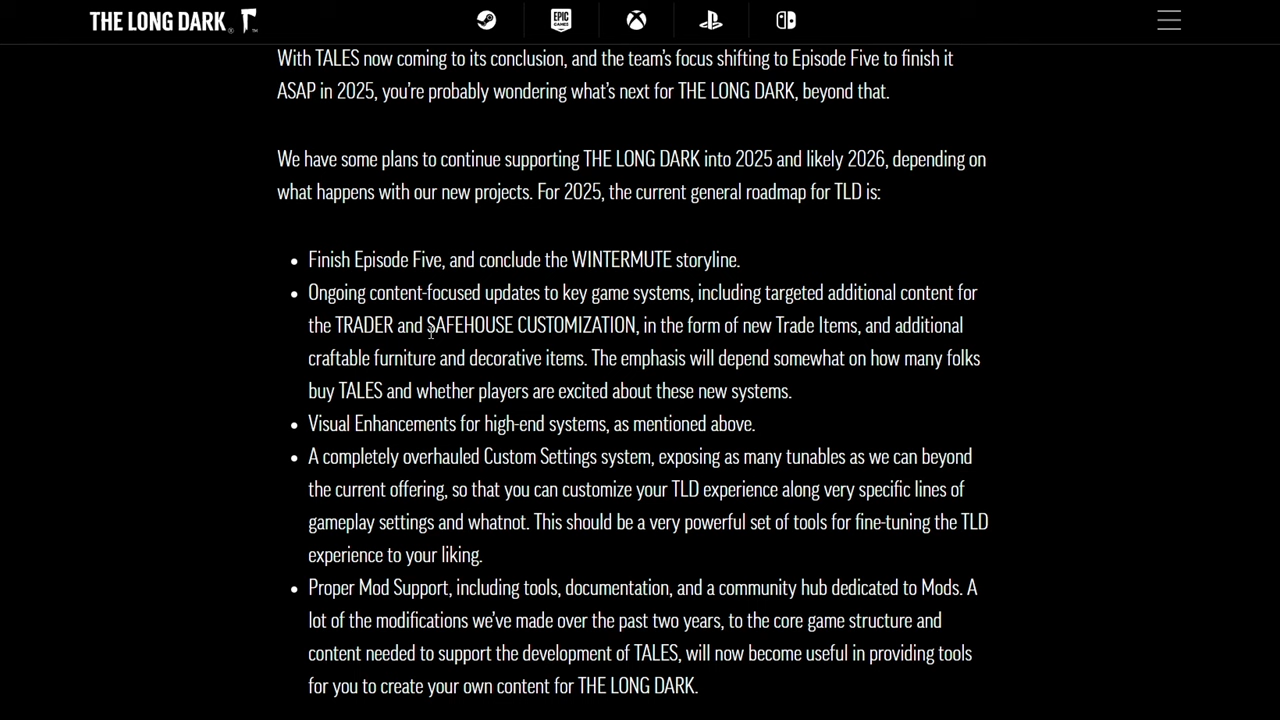 THE LONG DARK
EPIC GAMES
With TALES now coming to its conclusion, and the team's focus shifting to Episode Five to finish it
ASAP in 2025, you're probably wondering what's next for THE LONG DARK, beyond that.
We have some plans to continue supporting THE LONG DARK into 2025 and likely 2026, depending on
what happens with our new projects. For 2025, the current general roadmap for TLD is:
• Finish Episode Five, and conclude the WINTERMUTE storyline.
• Ongoing content-focused updates to key game systems, including targeted additional content for
the TRADER and SAFEHOUSE CUSTOMIZATION, in the form of new Trade Items, and additional
craftable furniture and decorative items. The emphasis will depend somewhat on how many folks
buy TALES and whether players are excited about these new systems.
• Visual Enhancements for high-end systems, as mentioned above.
• A completely overhauled Custom Settings system, exposing as many tunables as we can beyond
the current offering, so that you can customize your TLD experience along very specific lines of
gameplay settings and whatnot. This should be a very powerful set of tools for fine-tuning the TLD
experience to your liking.
• Proper Mod Support, including tools, documentation, and a community hub dedicated to Mods. A
lot of the modifications we've made over the past two years, to the core game structure and
content needed to support the development of TALES, will now become useful in providing tools
for you to create your own content for THE LONG DARK.